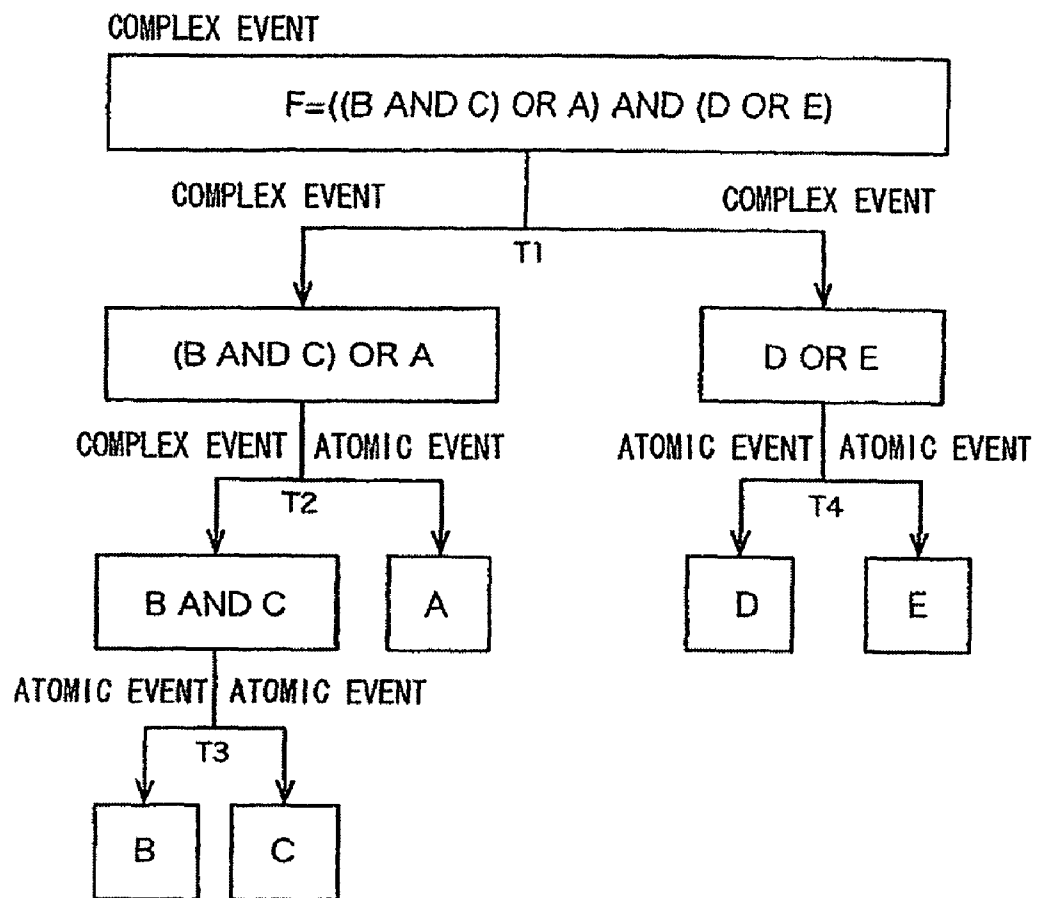 COMPLEX EVENT
F=((B AND C) OR A) AND (D OR E)
COMPLEX EVENT
COMPLEX EVENT
T1
(B AND C) OR A
D OR E
COMPLEX EVENT
ATOMIC EVENT
ATOMIC EVENT
ATOMIC EVENT
T2
T4
B AND C
A
D
E
ATOMIC EVENT
ATOMIC EVENT
T3
B
C